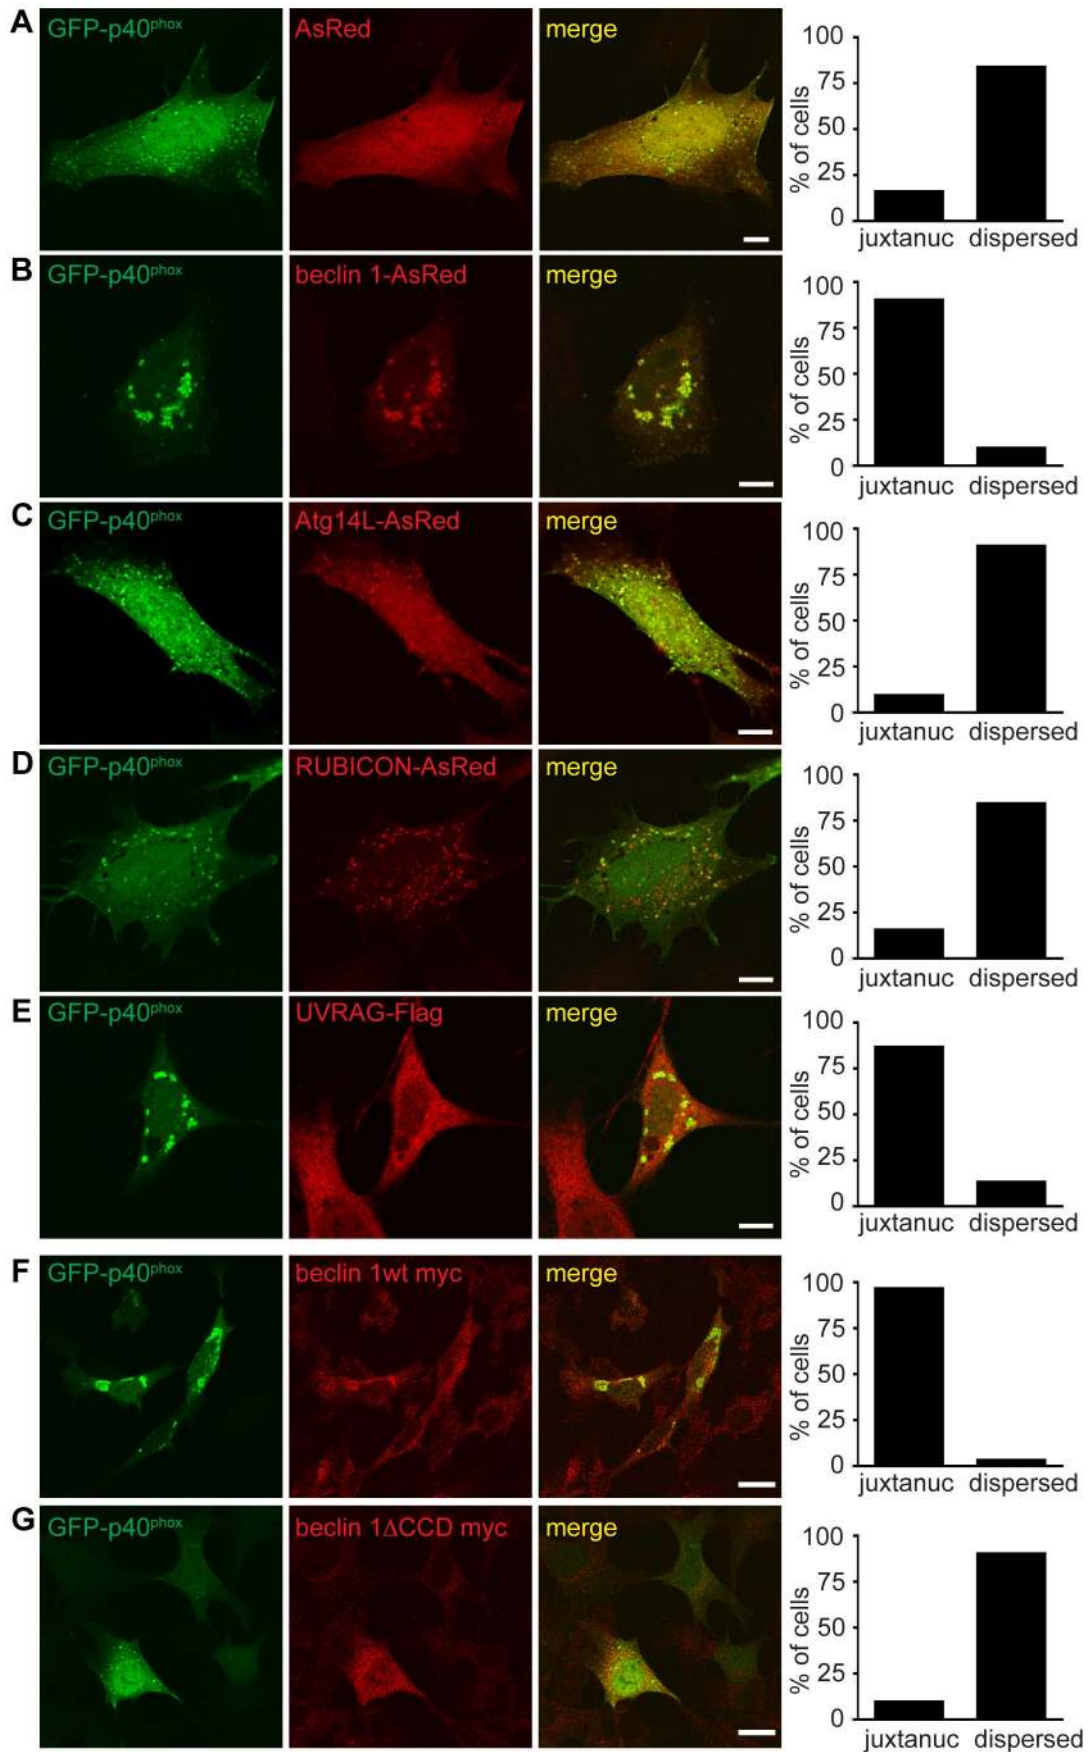 A
GFP-p40phox
AsRed
merge
100
75
50
25
0
% of cells
juxtanuc dispersed
B
GFP-p40phox
beclin 1-AsRed
merge
100
75
50
25
0
% of cells
juxtanuc dispersed
C
GFP-p40phox
Atg14L-AsRed
merge
100
75
50
25
0
% of cells
juxtanuc dispersed
D
GFP-p40phox
RUBICON-AsRed
merge
100
75
50
25
0
% of cells
juxtanuc dispersed
E
GFP-p40phox
UVRAG-Flag
merge
100
75
50
25
0
% of cells
juxtanuc dispersed
F
GFP-p40phox
beclin 1wt myc
merge
100
75
50
25
0
% of cells
juxtanuc dispersed
G
GFP-p40phox
beclin 1ΔCCD myc
merge
100
75
50
25
0
% of cells
juxtanuc dispersed